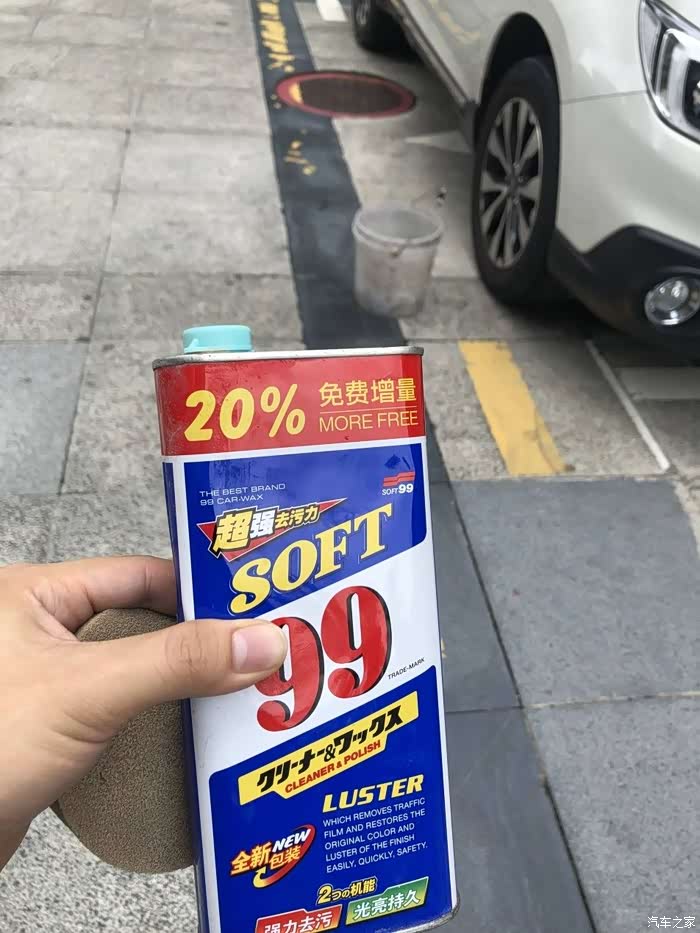 20% 免费增量
MORE FREE
THE BEST BRAND
99 CAR-WAX
SOFT99
超强去污力
SOFT
99
TRADE-MARK
クリーナー&ワックス
CLEANER & POLISH
LUSTER
WHICH REMOVES TRAFFIC
FILM AND RESTORES THE
ORIGINAL COLOR AND
LUSTER OF THE FINISH
EASILY, QUICKLY, SAFETY.
全新NEW
包装
2つの机能
强力去污
光亮持久
汽车之家